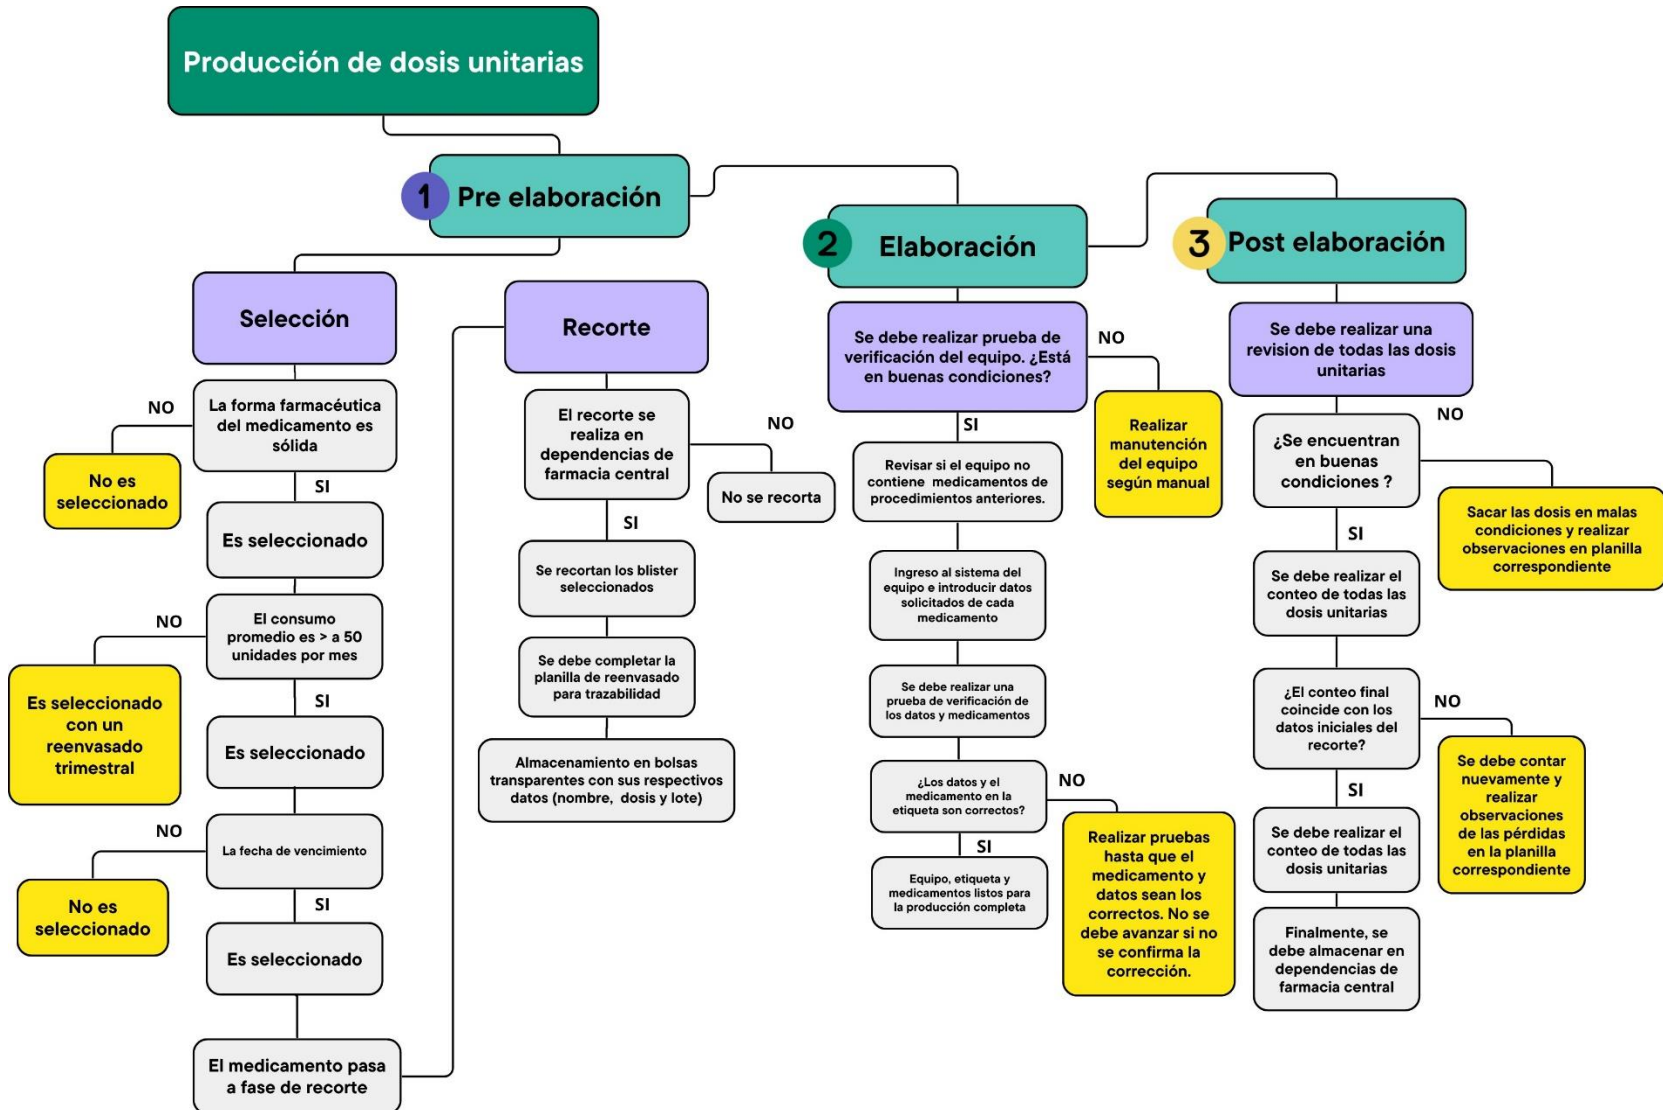 Producción de dosis unitarias
1
Pre elaboración
Selección
La forma farmacéutica
del medicamento es
sólida
NO
No es
seleccionado
SI
Es seleccionado
El consumo
promedio es > a 50
unidades por mes
NO
Es seleccionado
con un
reenvasado
trimestral
SI
Es seleccionado
La fecha de vencimiento
NO
No es
seleccionado
SI
Es seleccionado
El medicamento pasa
a fase de recorte
Recorte
El recorte se
realiza en
dependencias de
farmacia central
NO
No se recorta
SI
Se recortan los blister
seleccionados
Se debe completar la
planilla de reenvasado
para trazabilidad
Almacenamiento en bolsas
transparentes con sus respectivos
datos (nombre, dosis y lote)
2
Elaboración
Se debe realizar prueba de
verificación del equipo. ¿Está
en buenas condiciones?
NO
Realizar
manutención
del equipo
según manual
SI
Revisar si el equipo no
contiene medicamentos de
procedimientos anteriores.
Ingreso al sistema del
equipo e introducir datos
solicitados de cada
medicamento
Se debe realizar una
prueba de verificación de
los datos y medicamentos
¿Los datos y el
medicamento en la
etiqueta son correctos?
NO
Realizar pruebas
hasta que el
medicamento y
datos sean los
correctos. No se
debe avanzar si no
se confirma la
corrección.
SI
Equipo, etiqueta y
medicamentos listos para
la producción completa
3
Post elaboración
Se debe realizar una
revision de todas las dosis
unitarias
¿Se encuentran
en buenas
condiciones ?
NO
Sacar las dosis en malas
condiciones y realizar
observaciones en planilla
correspondiente
SI
Se debe realizar el
conteo de todas las
dosis unitarias
¿El conteo final
coincide con los
datos iniciales del
recorte?
NO
Se debe contar
nuevamente y
realizar
observaciones
de las pérdidas
en la planilla
correspondiente
SI
Se debe realizar el
conteo de todas las
dosis unitarias
Finalmente, se
debe almacenar en
dependencias de
farmacia central